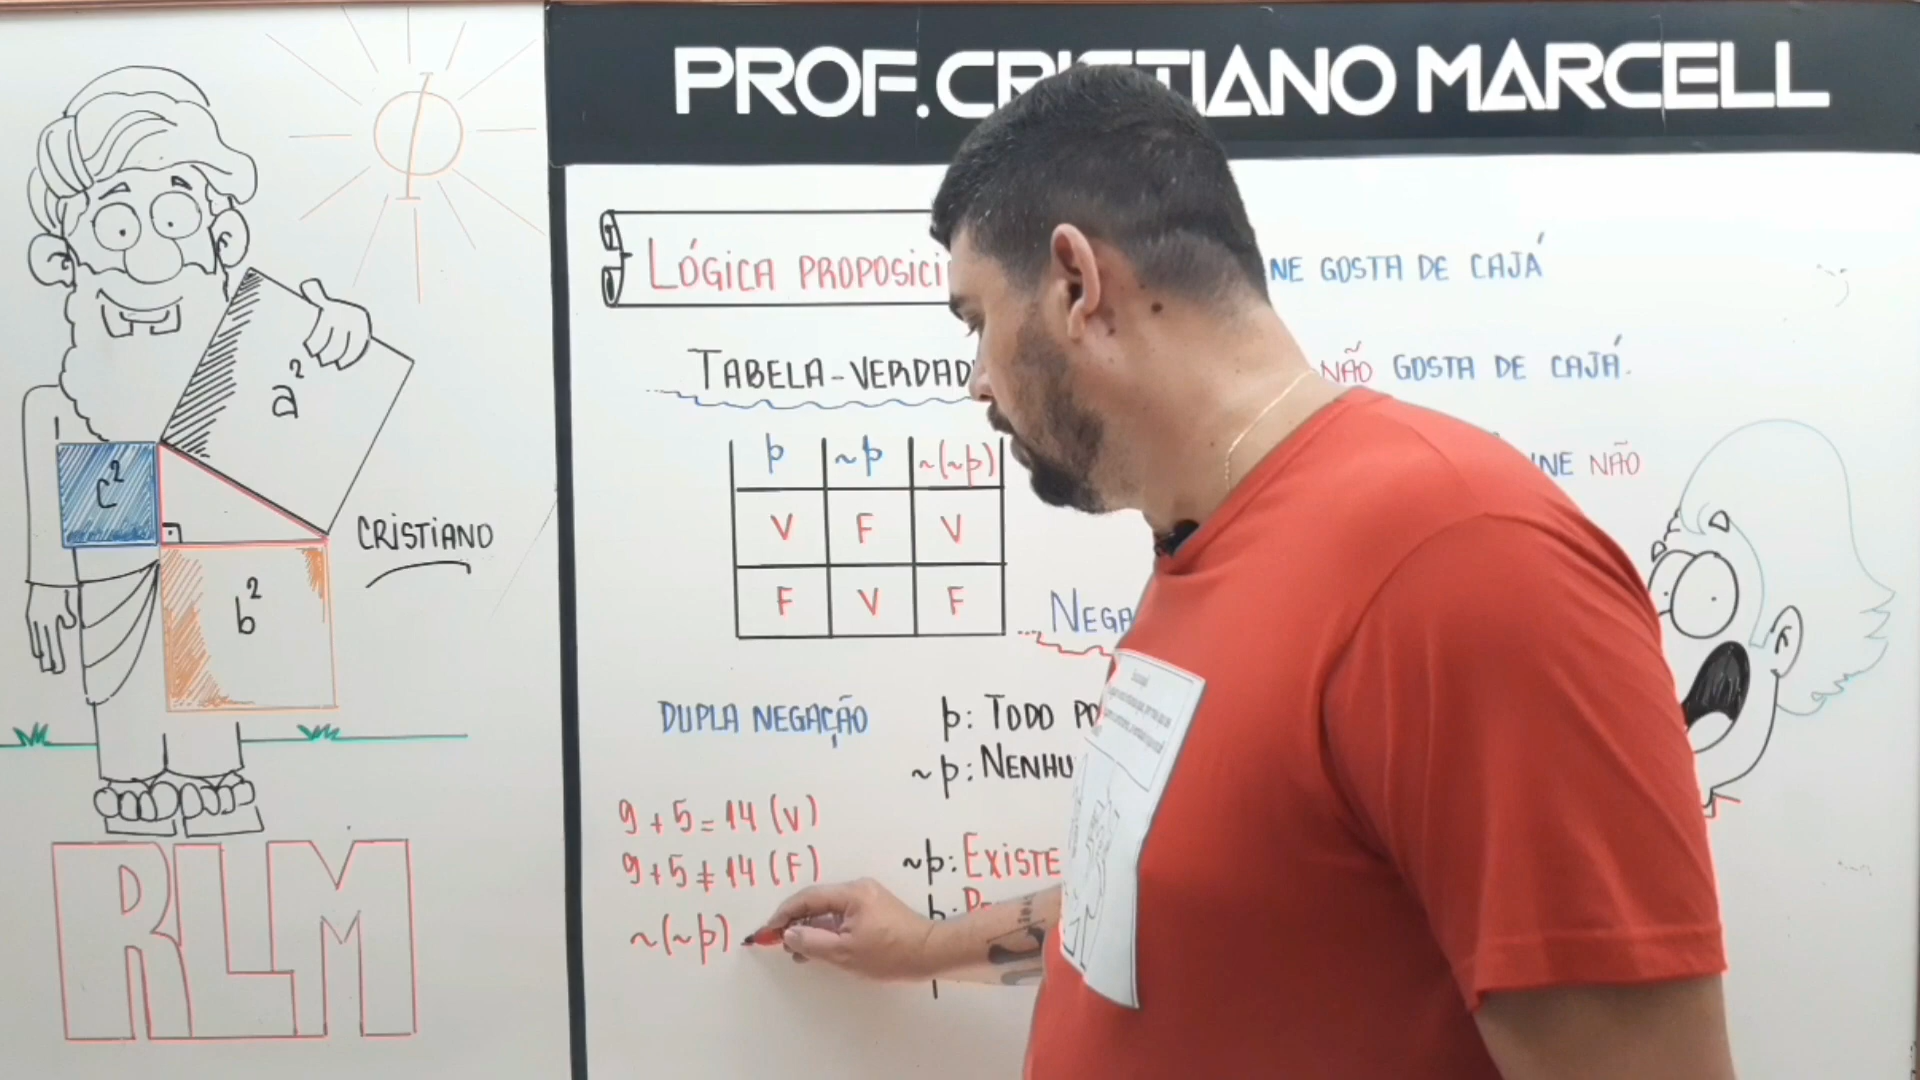 PROF. CRISTIANO MARCELL
LÓGICA PROPOSICI
NE GOSTA DE CAJÁ
TABELA-VERDAD
NÃO GOSTA DE CAJÁ.
NE NÃO
p ~p ~(~p)
V F V
F V F
NEGA
DUPLA NEGAÇÃO
p: TODO PO
~p: NENHU
9 + 5 = 14 (V)
9 + 5 ≠ 14 (F)
~(~p)
~p: EXISTE
a²
c²
b²
CRISTIANO
RLM